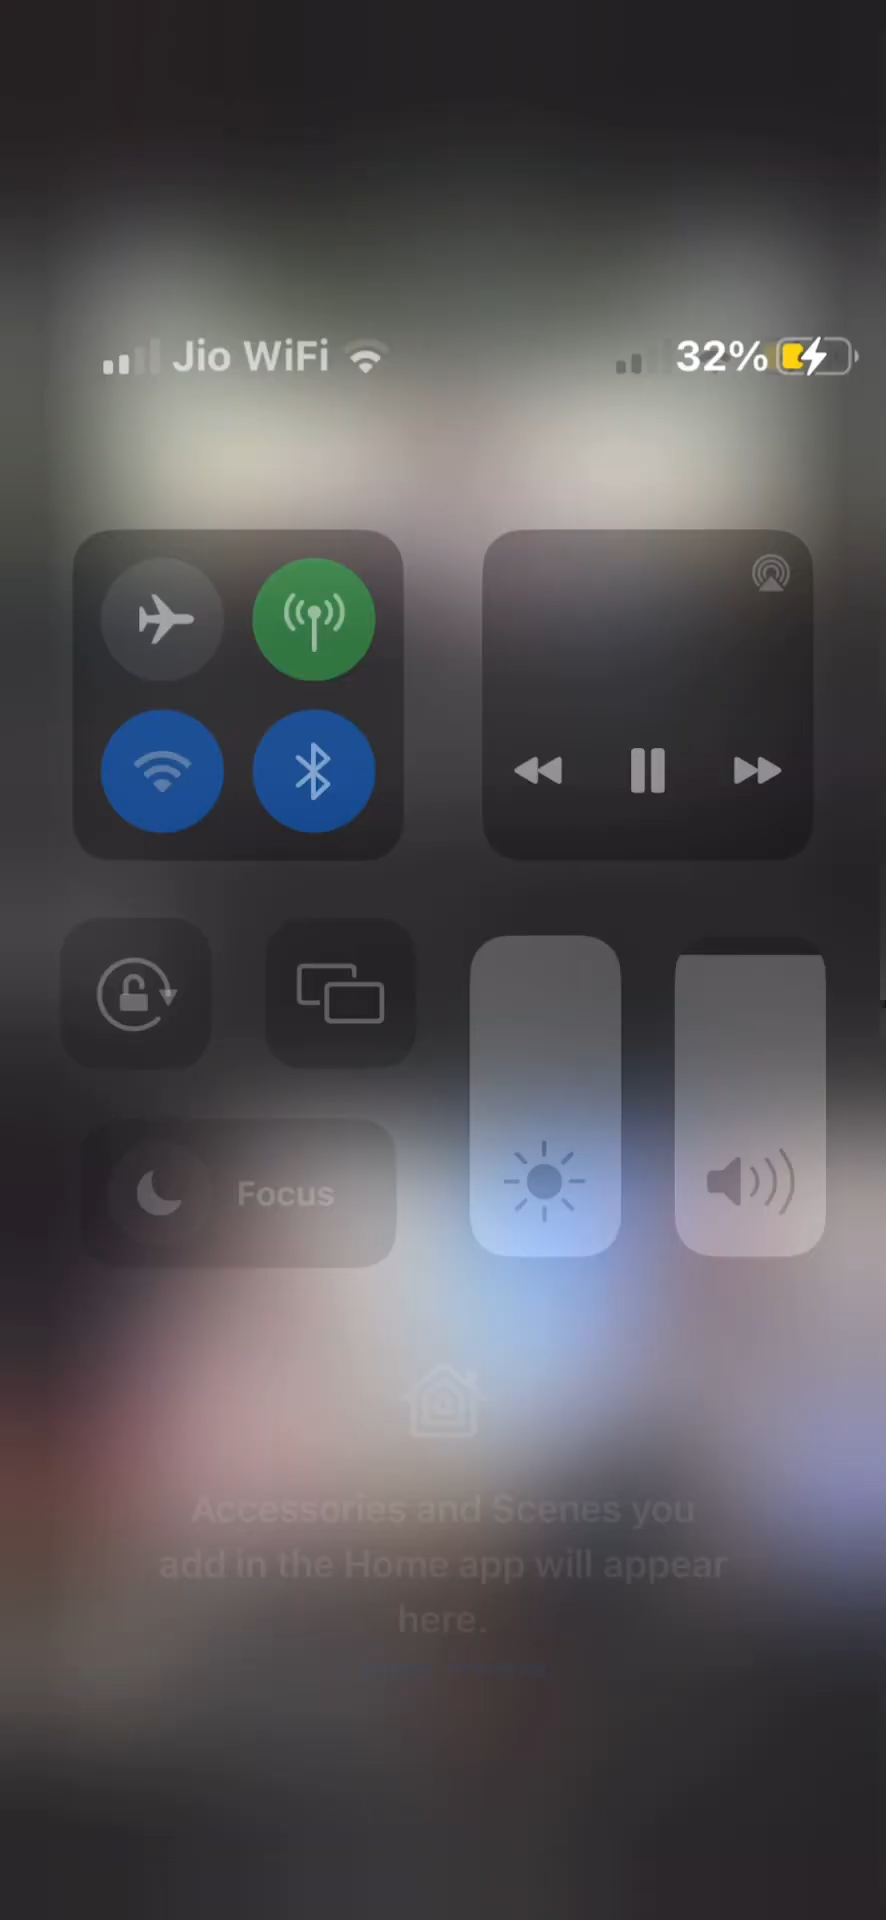 Jio WiFi 32%
Focus
Accessories and Scenes you
add in the Home app will appear
here.